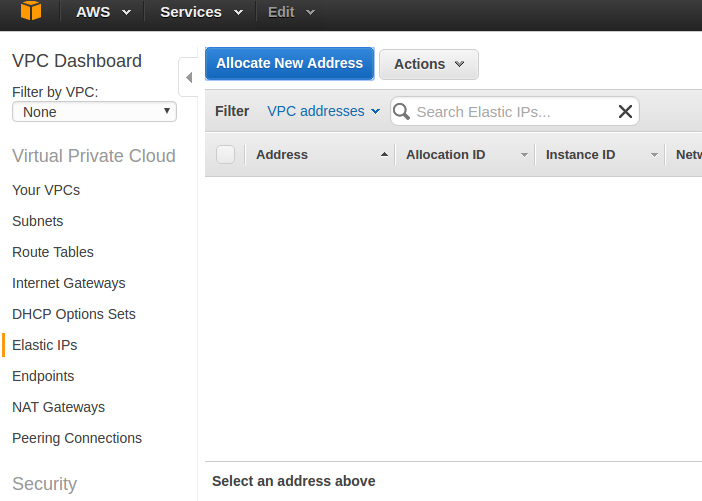 AWS Services Edit
VPC Dashboard
Filter by VPC:
None
Virtual Private Cloud
Your VPCs
Subnets
Route Tables
Internet Gateways
DHCP Options Sets
Elastic IPs
Endpoints
NAT Gateways
Peering Connections
Security
Allocate New Address Actions
Filter VPC addresses Search Elastic IPs...
Address Allocation ID Instance ID Netw
Select an address above